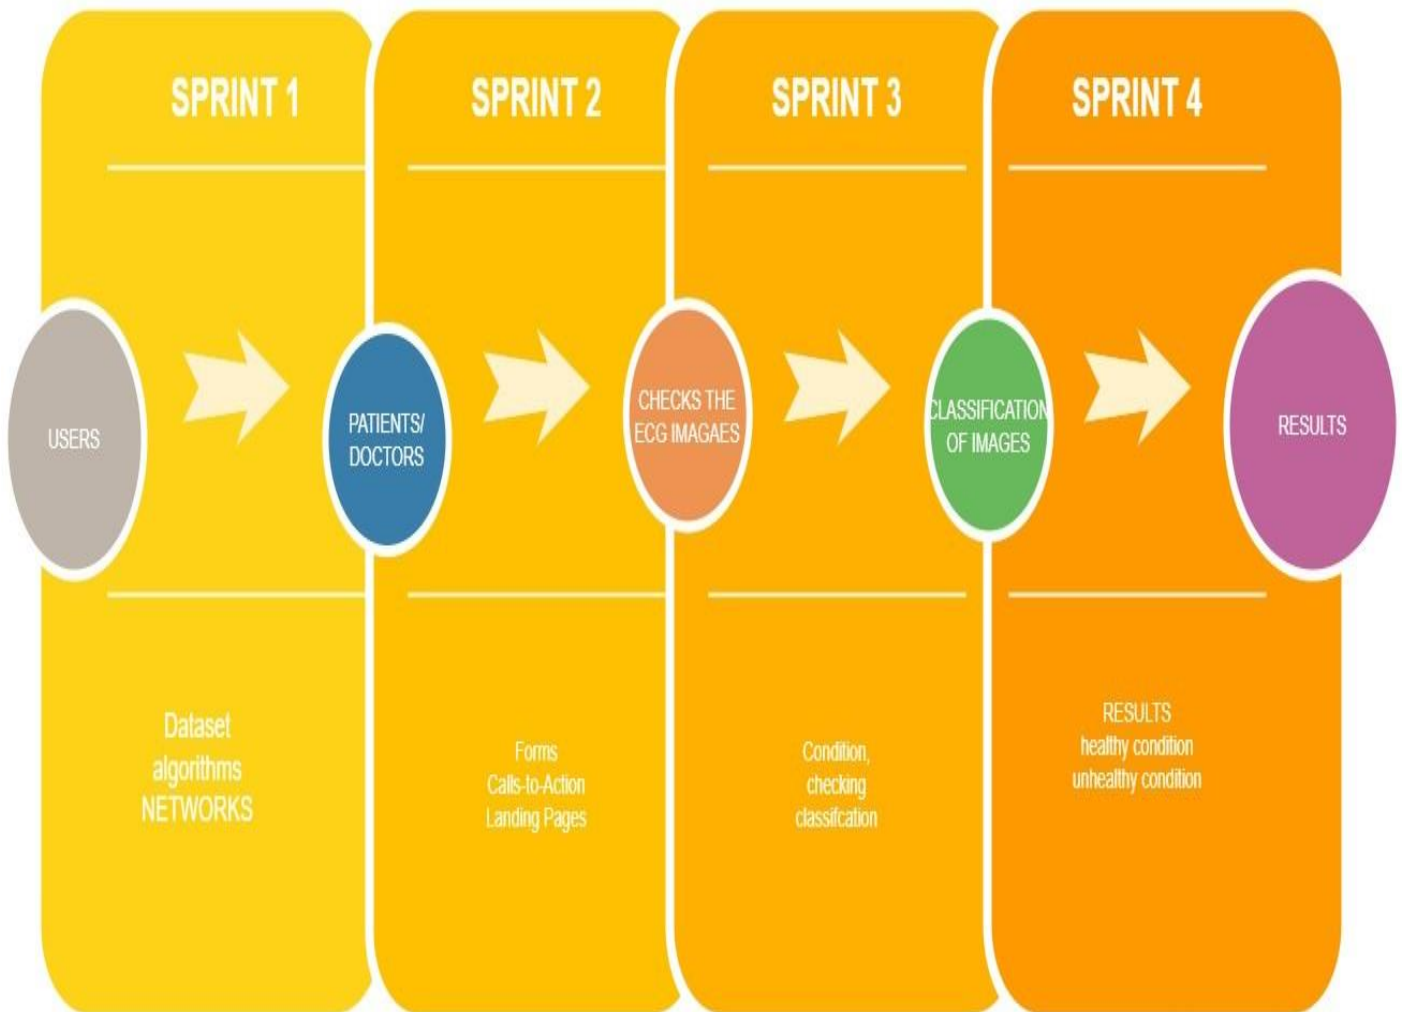 SPRINT 1
SPRINT 2
SPRINT 3
SPRINT 4
USERS
PATIENTS/
DOCTORS
CHECKS THE
ECG IMAGAES
CLASSIFICATION
OF IMAGES
RESULTS
Dataset
algorithms
NETWORKS
Forms
Calls-to-Action
Landing Pages
Condition,
checking
classifcation
RESULTS
healthy condition
unhealthy condition